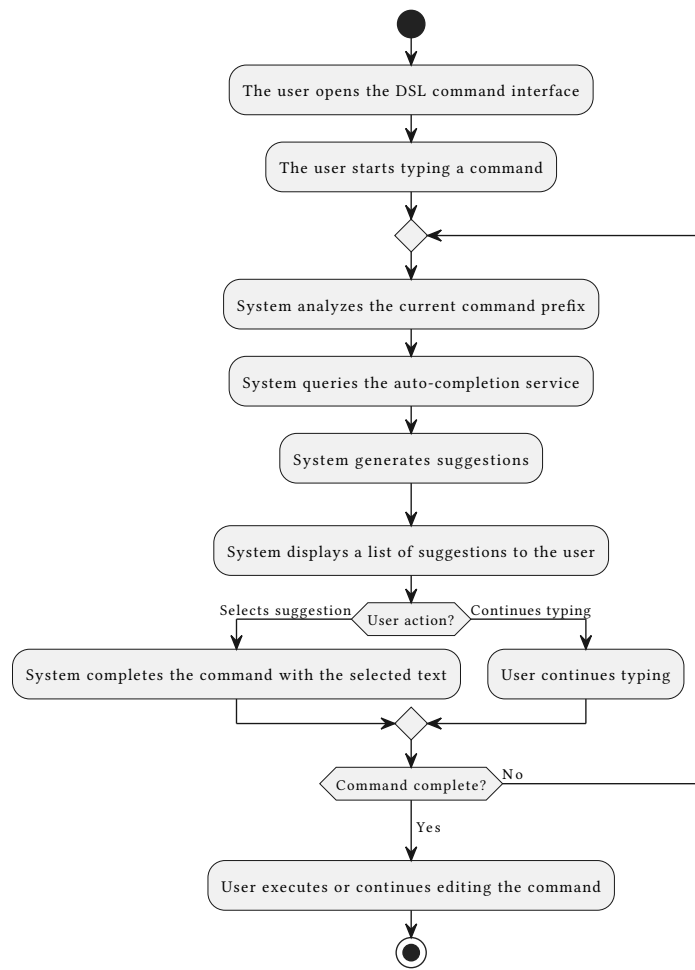 The user opens the DSL command interface
The user starts typing a command
System analyzes the current command prefix
System queries the auto-completion service
System generates suggestions
System displays a list of suggestions to the user
Selects suggestion
User action?
Continues typing
System completes the command with the selected text
User continues typing
Command complete?
No
Yes
User executes or continues editing the command